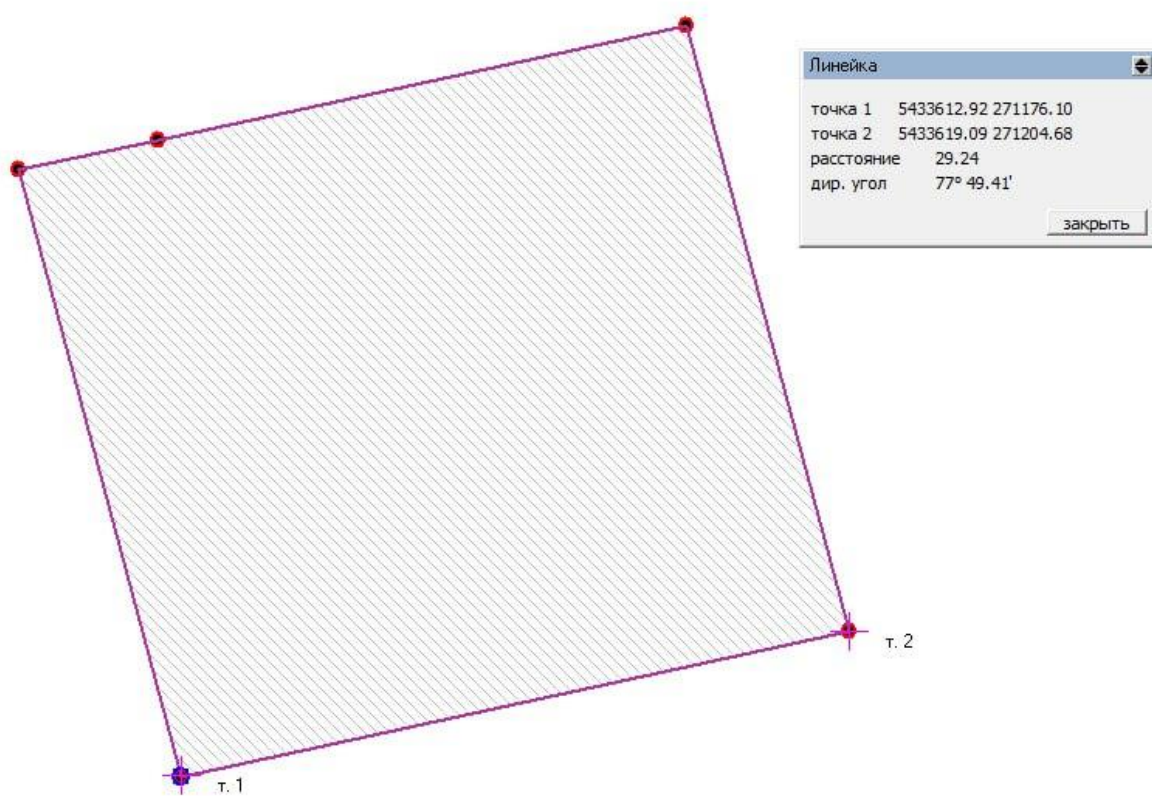 Линейка
точка 1 5433612.92 271176.10
точка 2 5433619.09 271204.68
расстояние 29.24
дир. угол 77° 49.41'
закрыть
т. 2
т. 1